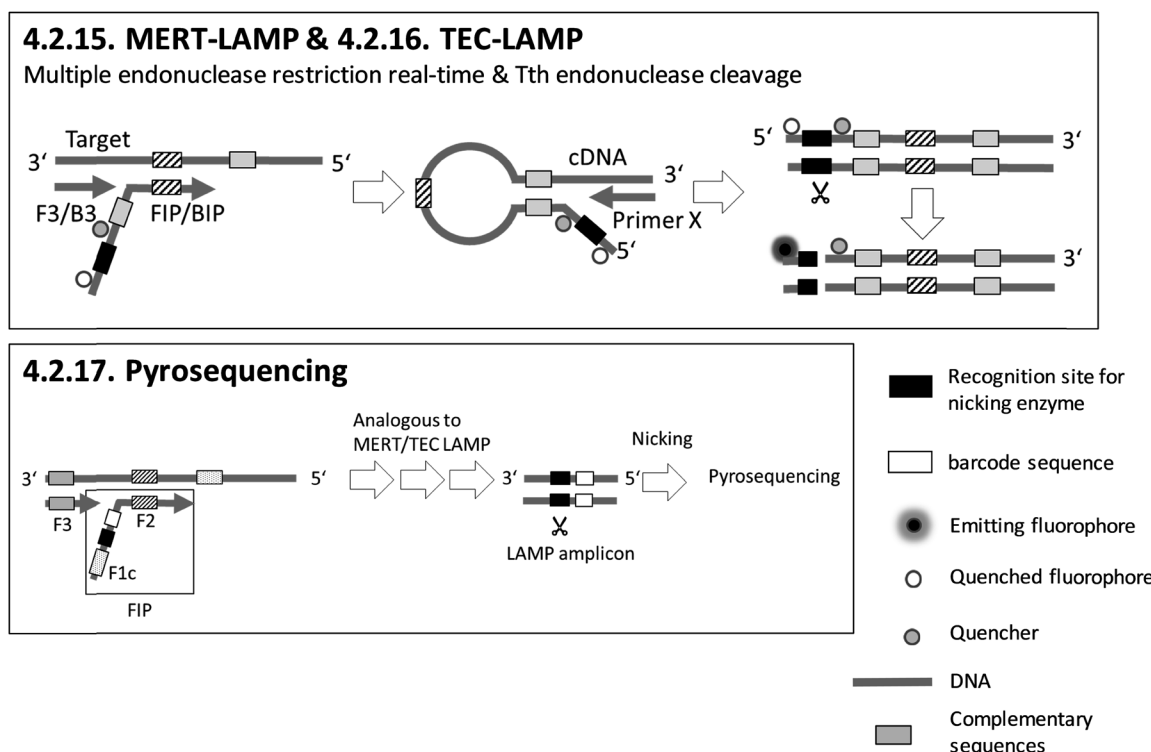 4.2.15. MERT-LAMP & 4.2.16. TEC-LAMP
Multiple endonuclease restriction real-time & Tth endonuclease cleavage
Target
3‘
5‘
F3/B3
FIP/BIP
cDNA
3‘
Primer X
5‘
5‘
3‘
3‘
4.2.17. Pyrosequencing
3‘
5‘
F3
F2
F1c
FIP
Analogous to
MERT/TEC LAMP
3‘
5‘
LAMP amplicon
Nicking
Pyrosequencing
Recognition site for
nicking enzyme
barcode sequence
Emitting fluorophore
Quenched fluorophore
Quencher
DNA
Complementary
sequences